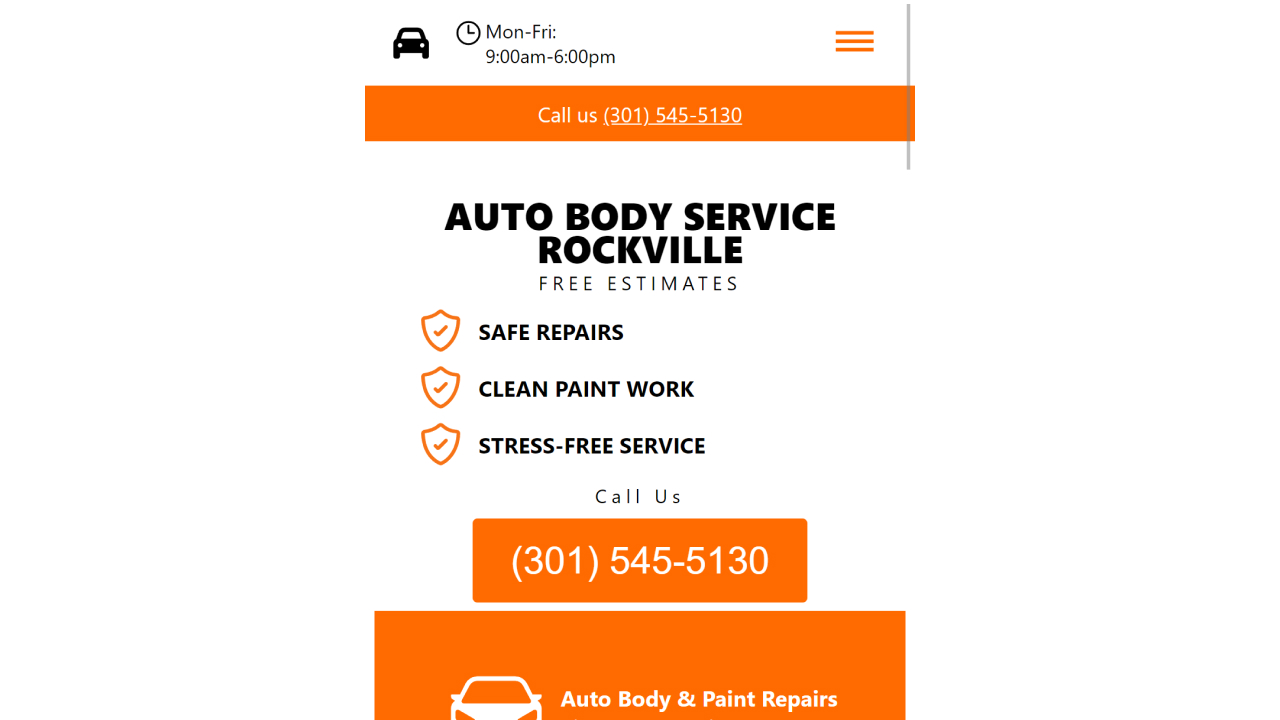 Mon-Fri:
9:00am-6:00pm
Call us (301) 545-5130
AUTO BODY SERVICE
ROCKVILLE
FREE ESTIMATES
SAFE REPAIRS
CLEAN PAINT WORK
STRESS-FREE SERVICE
Call Us
(301) 545-5130
Auto Body & Paint Repairs